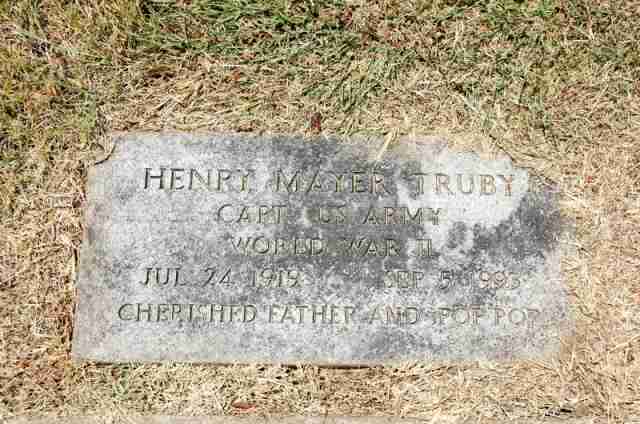 HENRY MAYER TRUBY
CAPT US ARMY
WORLD WAR II
JUL 24 1919 SEP 5 1993
CHERISHED FATHER AND POP POP